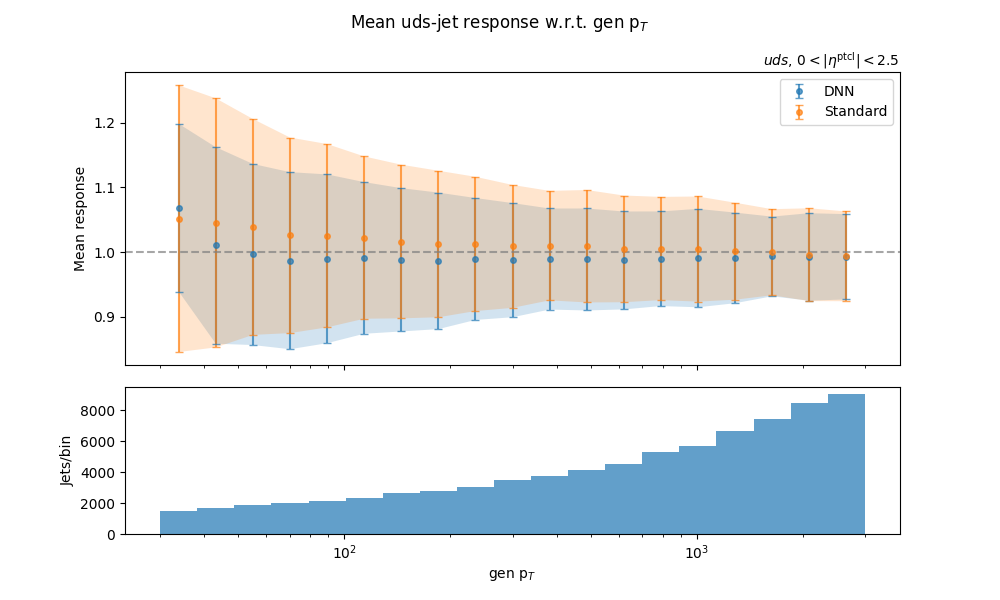 Mean uds-jet response w.r.t. gen p_T
uds, 0 < |η^ptcl| < 2.5
DNN
Standard
Mean response
1.2
1.1
1.0
0.9
Jets/bin
8000
6000
4000
2000
0
10^2
10^3
gen p_T